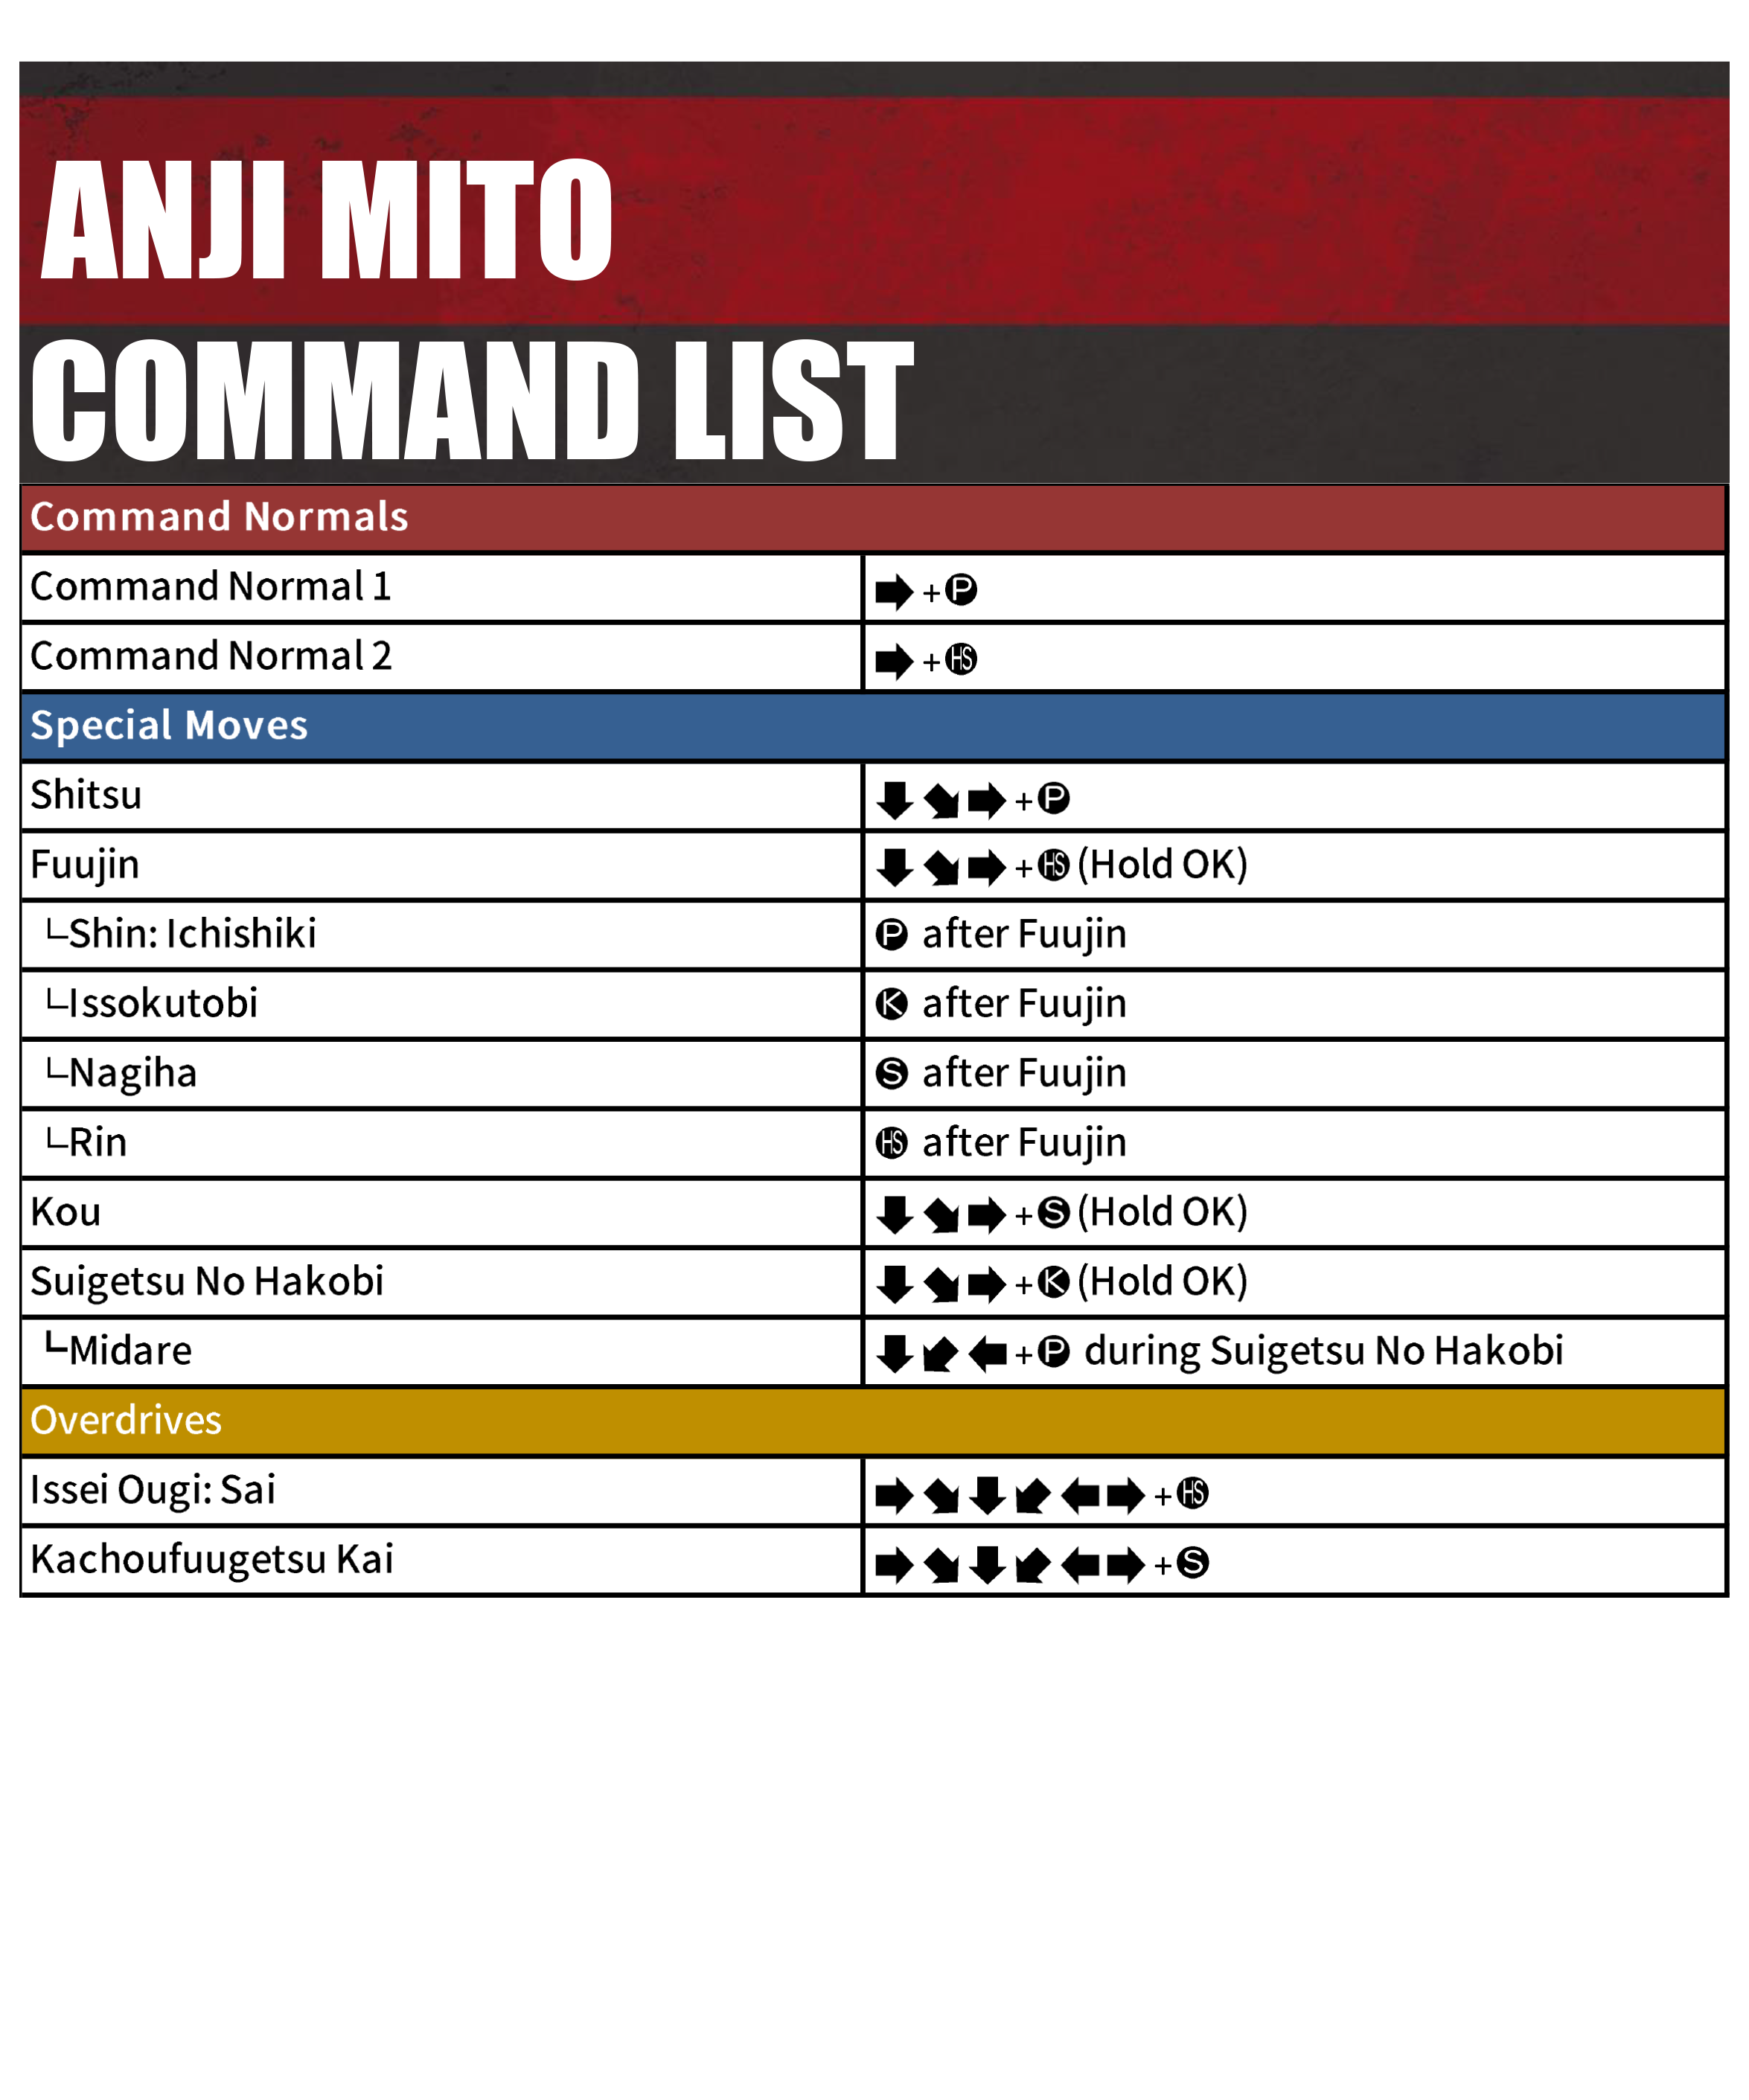 ANJI MITO
COMMAND LIST
Command Normals
Command Normal 1 ➡ + P
Command Normal 2 ➡ + HS
Special Moves
Shitsu ⬇ ⬊ ➡ + P
Fuujin ⬇ ⬊ ➡ + HS (Hold OK)
└Shin: Ichishiki P after Fuujin
└Issokutobi K after Fuujin
└Nagiha S after Fuujin
└Rin HS after Fuujin
Kou ⬇ ⬊ ➡ + S (Hold OK)
Suigetsu No Hakobi ⬇ ⬊ ➡ + K (Hold OK)
┗Midare ⬇ ⬋ ⬅ + P during Suigetsu No Hakobi
Overdrives
Issei Ougi: Sai ➡ ⬊ ⬇ ⬋ ⬅ ➡ + HS
Kachoufuugetsu Kai ➡ ⬊ ⬇ ⬋ ⬅ ➡ + S